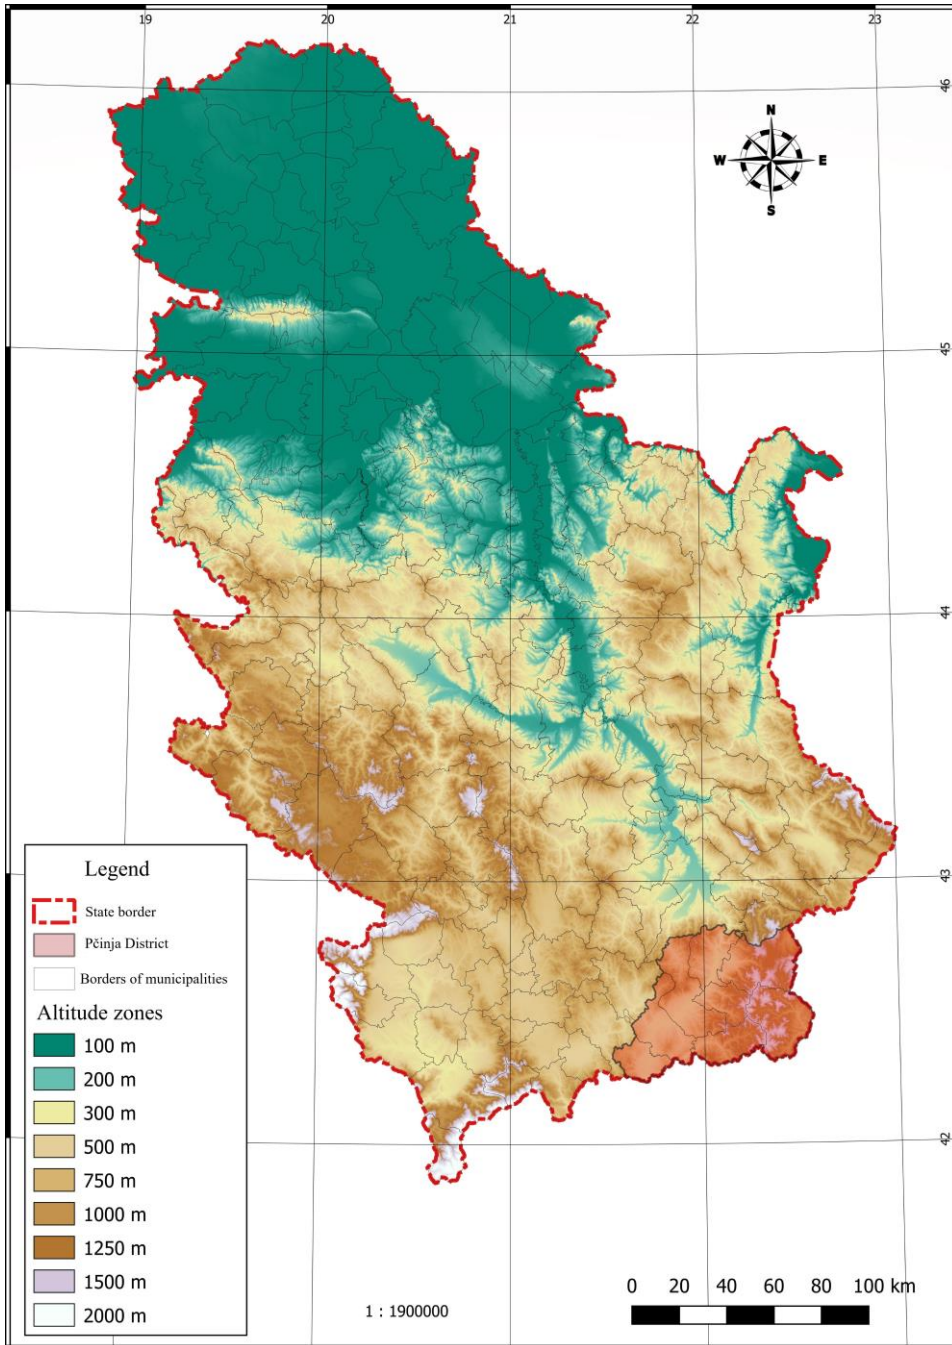 19 20 21 22 23
46
N
W E
S
45
44
43
42
Legend
State border
Pčinja District
Borders of municipalities
Altitude zones
100 m
200 m
300 m
500 m
750 m
1000 m
1250 m
1500 m
2000 m
1 : 1900000
0 20 40 60 80 100 km